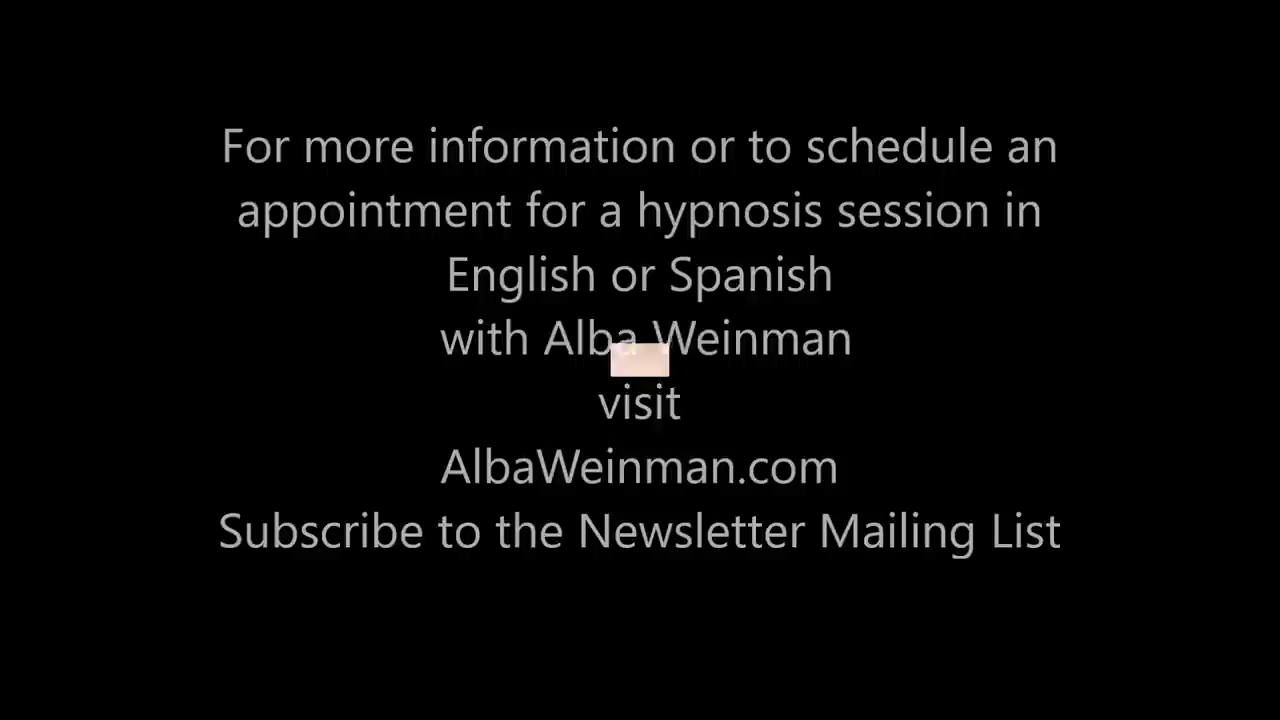 For more information or to schedule an
appointment for a hypnosis session in
English or Spanish
with Alba Weinman
visit
AlbaWeinman.com
Subscribe to the Newsletter Mailing List